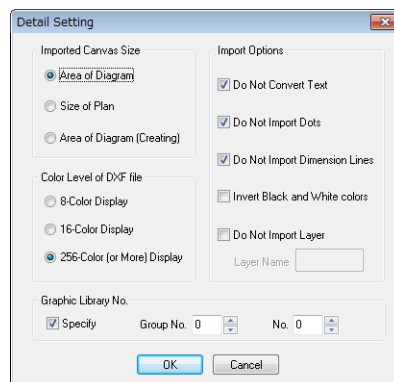 Detail Setting
Imported Canvas Size
Area of Diagram
Size of Plan
Area of Diagram (Creating)
Color Level of DXF file
8-Color Display
16-Color Display
256-Color (or More) Display
Import Options
Do Not Convert Text
Do Not Import Dots
Do Not Import Dimension Lines
Invert Black and White colors
Do Not Import Layer
Layer Name
Graphic Library No.
Specify Group No. 0 No. 0
OK Cancel